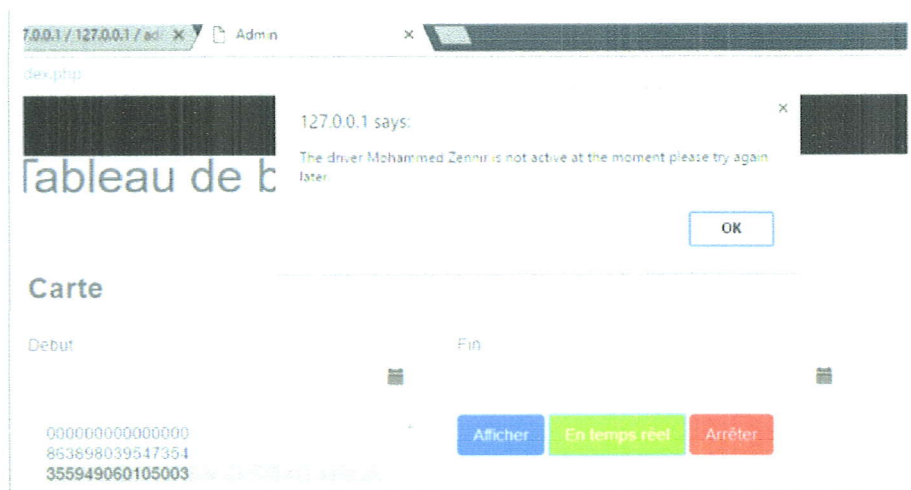 7.0.0.1 / 127.0.0.1 / ad
Admin
dex.php
127.0.0.1 says:
The driver Mohammed Zennir is not active at the moment please try again
later.
OK
Tableau de b
Carte
Debut
Fin
000000000000000
863898039547354
355949060105003
Afficher
En temps réel
Arrêter